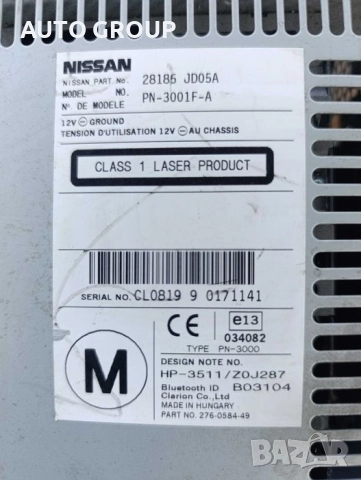 AUTO GROUP
NISSAN
NISSAN PART No. 28185 JD05A
MODEL NO. PN-3001F-A
N° DE MODELE
12V ⊖ GROUND
TENSION D'UTILISATION 12V ⊖ AU CHASSIS
CLASS 1 LASER PRODUCT
SERIAL NO. CL0819 9 0171141
CE e13
034082
TYPE PN-3000
M
DESIGN NOTE NO.
HP-3511/Z0J287
Bluetooth ID B03104
Clarion Co., Ltd
MADE IN HUNGARY
PART NO. 276-0584-49
bazar